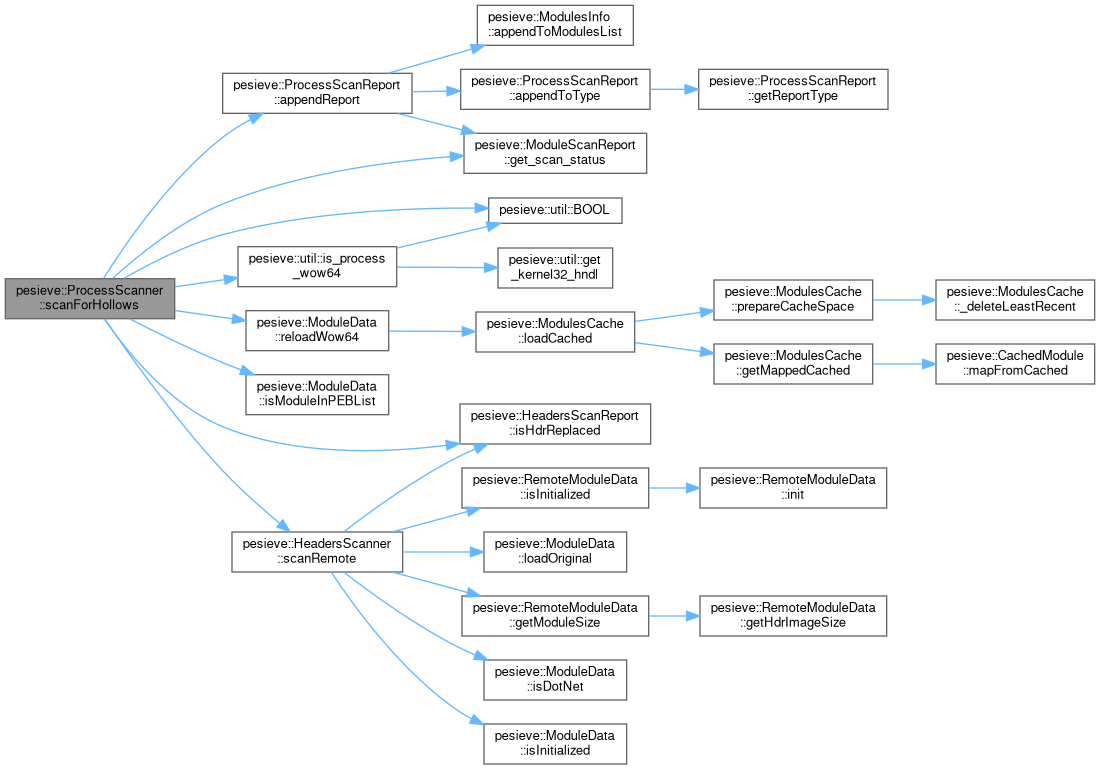 pesieve::ProcessScanner
::scanForHollows
pesieve::ProcessScanReport
::appendReport
pesieve::ModulesInfo
::appendToModulesList
pesieve::ProcessScanReport
::appendToType
pesieve::ProcessScanReport
::getReportType
pesieve::ModuleScanReport
::get_scan_status
pesieve::util::BOOL
pesieve::util::is_process
_wow64
pesieve::util::get
_kernel32_hndl
pesieve::ModuleData
::reloadWow64
pesieve::ModulesCache
::loadCached
pesieve::ModulesCache
::prepareCacheSpace
pesieve::ModulesCache
::_deleteLeastRecent
pesieve::ModulesCache
::getMappedCached
pesieve::CachedModule
::mapFromCached
pesieve::ModuleData
::isModuleInPEBList
pesieve::HeadersScanReport
::isHdrReplaced
pesieve::HeadersScanner
::scanRemote
pesieve::RemoteModuleData
::isInitialized
pesieve::RemoteModuleData
::init
pesieve::ModuleData
::loadOriginal
pesieve::RemoteModuleData
::getModuleSize
pesieve::RemoteModuleData
::getHdrImageSize
pesieve::ModuleData
::isDotNet
pesieve::ModuleData
::isInitialized